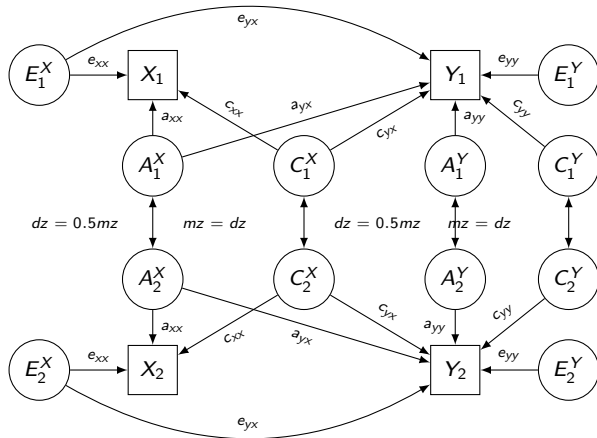 e_yx
E_1^X e_xx X_1 Y_1 e_yy E_1^Y
a_xx c_xx a_yx c_yx a_yy c_yy
A_1^X C_1^X A_1^Y C_1^Y
dz = 0.5mz mz = dz dz = 0.5mz mz = dz
A_2^X C_2^X A_2^Y C_2^Y
a_xx c_xx a_yx c_yx a_yy c_yy
E_2^X e_xx X_2 Y_2 e_yy E_2^Y
e_yx